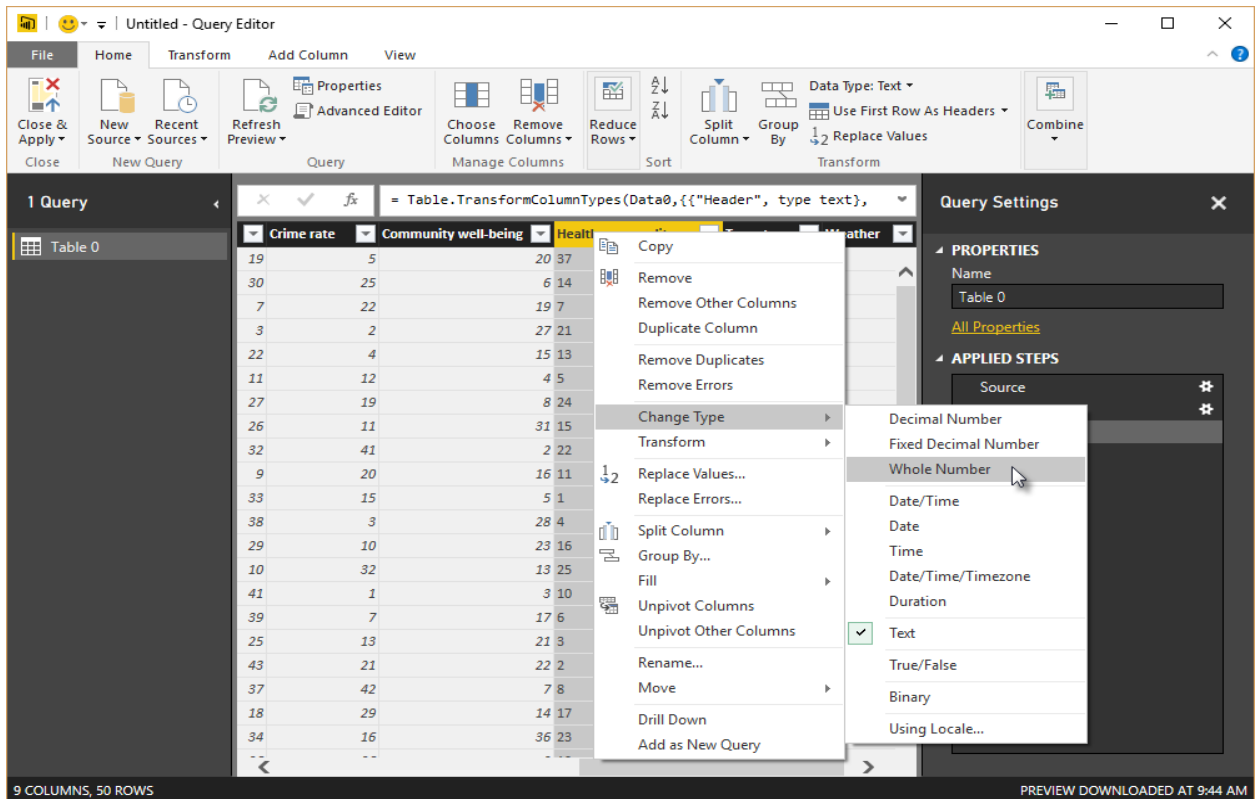 Untitled - Query Editor
File Home Transform Add Column View
Close & Apply
New Source
Recent Sources
Refresh Preview
Properties
Advanced Editor
Choose Columns
Remove Columns
Reduce Rows
Split Column
Group By
Data Type: Text
Use First Row As Headers
Replace Values
Combine
Close New Query Query Manage Columns Sort Transform
1 Query
Table 0
fx = Table.TransformColumnTypes(Data0,{{"Header", type text},
Crime rate Community well-being
19 5 20 37
30 25 6 14
7 22 19 7
3 2 27 21
22 4 15 13
11 12 4 5
27 19 8 24
26 11 31 15
32 41 2 22
9 20 16 11
33 15 5 1
38 3 28 4
29 10 23 16
10 32 13 25
41 1 3 10
39 7 17 6
25 13 21 3
43 21 22 2
37 42 7 8
18 29 14 17
34 16 36 23
Copy
Remove
Remove Other Columns
Duplicate Column
Remove Duplicates
Remove Errors
Change Type
Transform
Replace Values...
Replace Errors...
Split Column
Group By...
Fill
Unpivot Columns
Unpivot Other Columns
Rename...
Move
Drill Down
Add as New Query
Decimal Number
Fixed Decimal Number
Whole Number
Date/Time
Date
Time
Date/Time/Timezone
Duration
Text
True/False
Binary
Using Locale...
Query Settings
PROPERTIES
Name
Table 0
All Properties
APPLIED STEPS
Source
9 COLUMNS, 50 ROWS
PREVIEW DOWNLOADED AT 9:44 AM